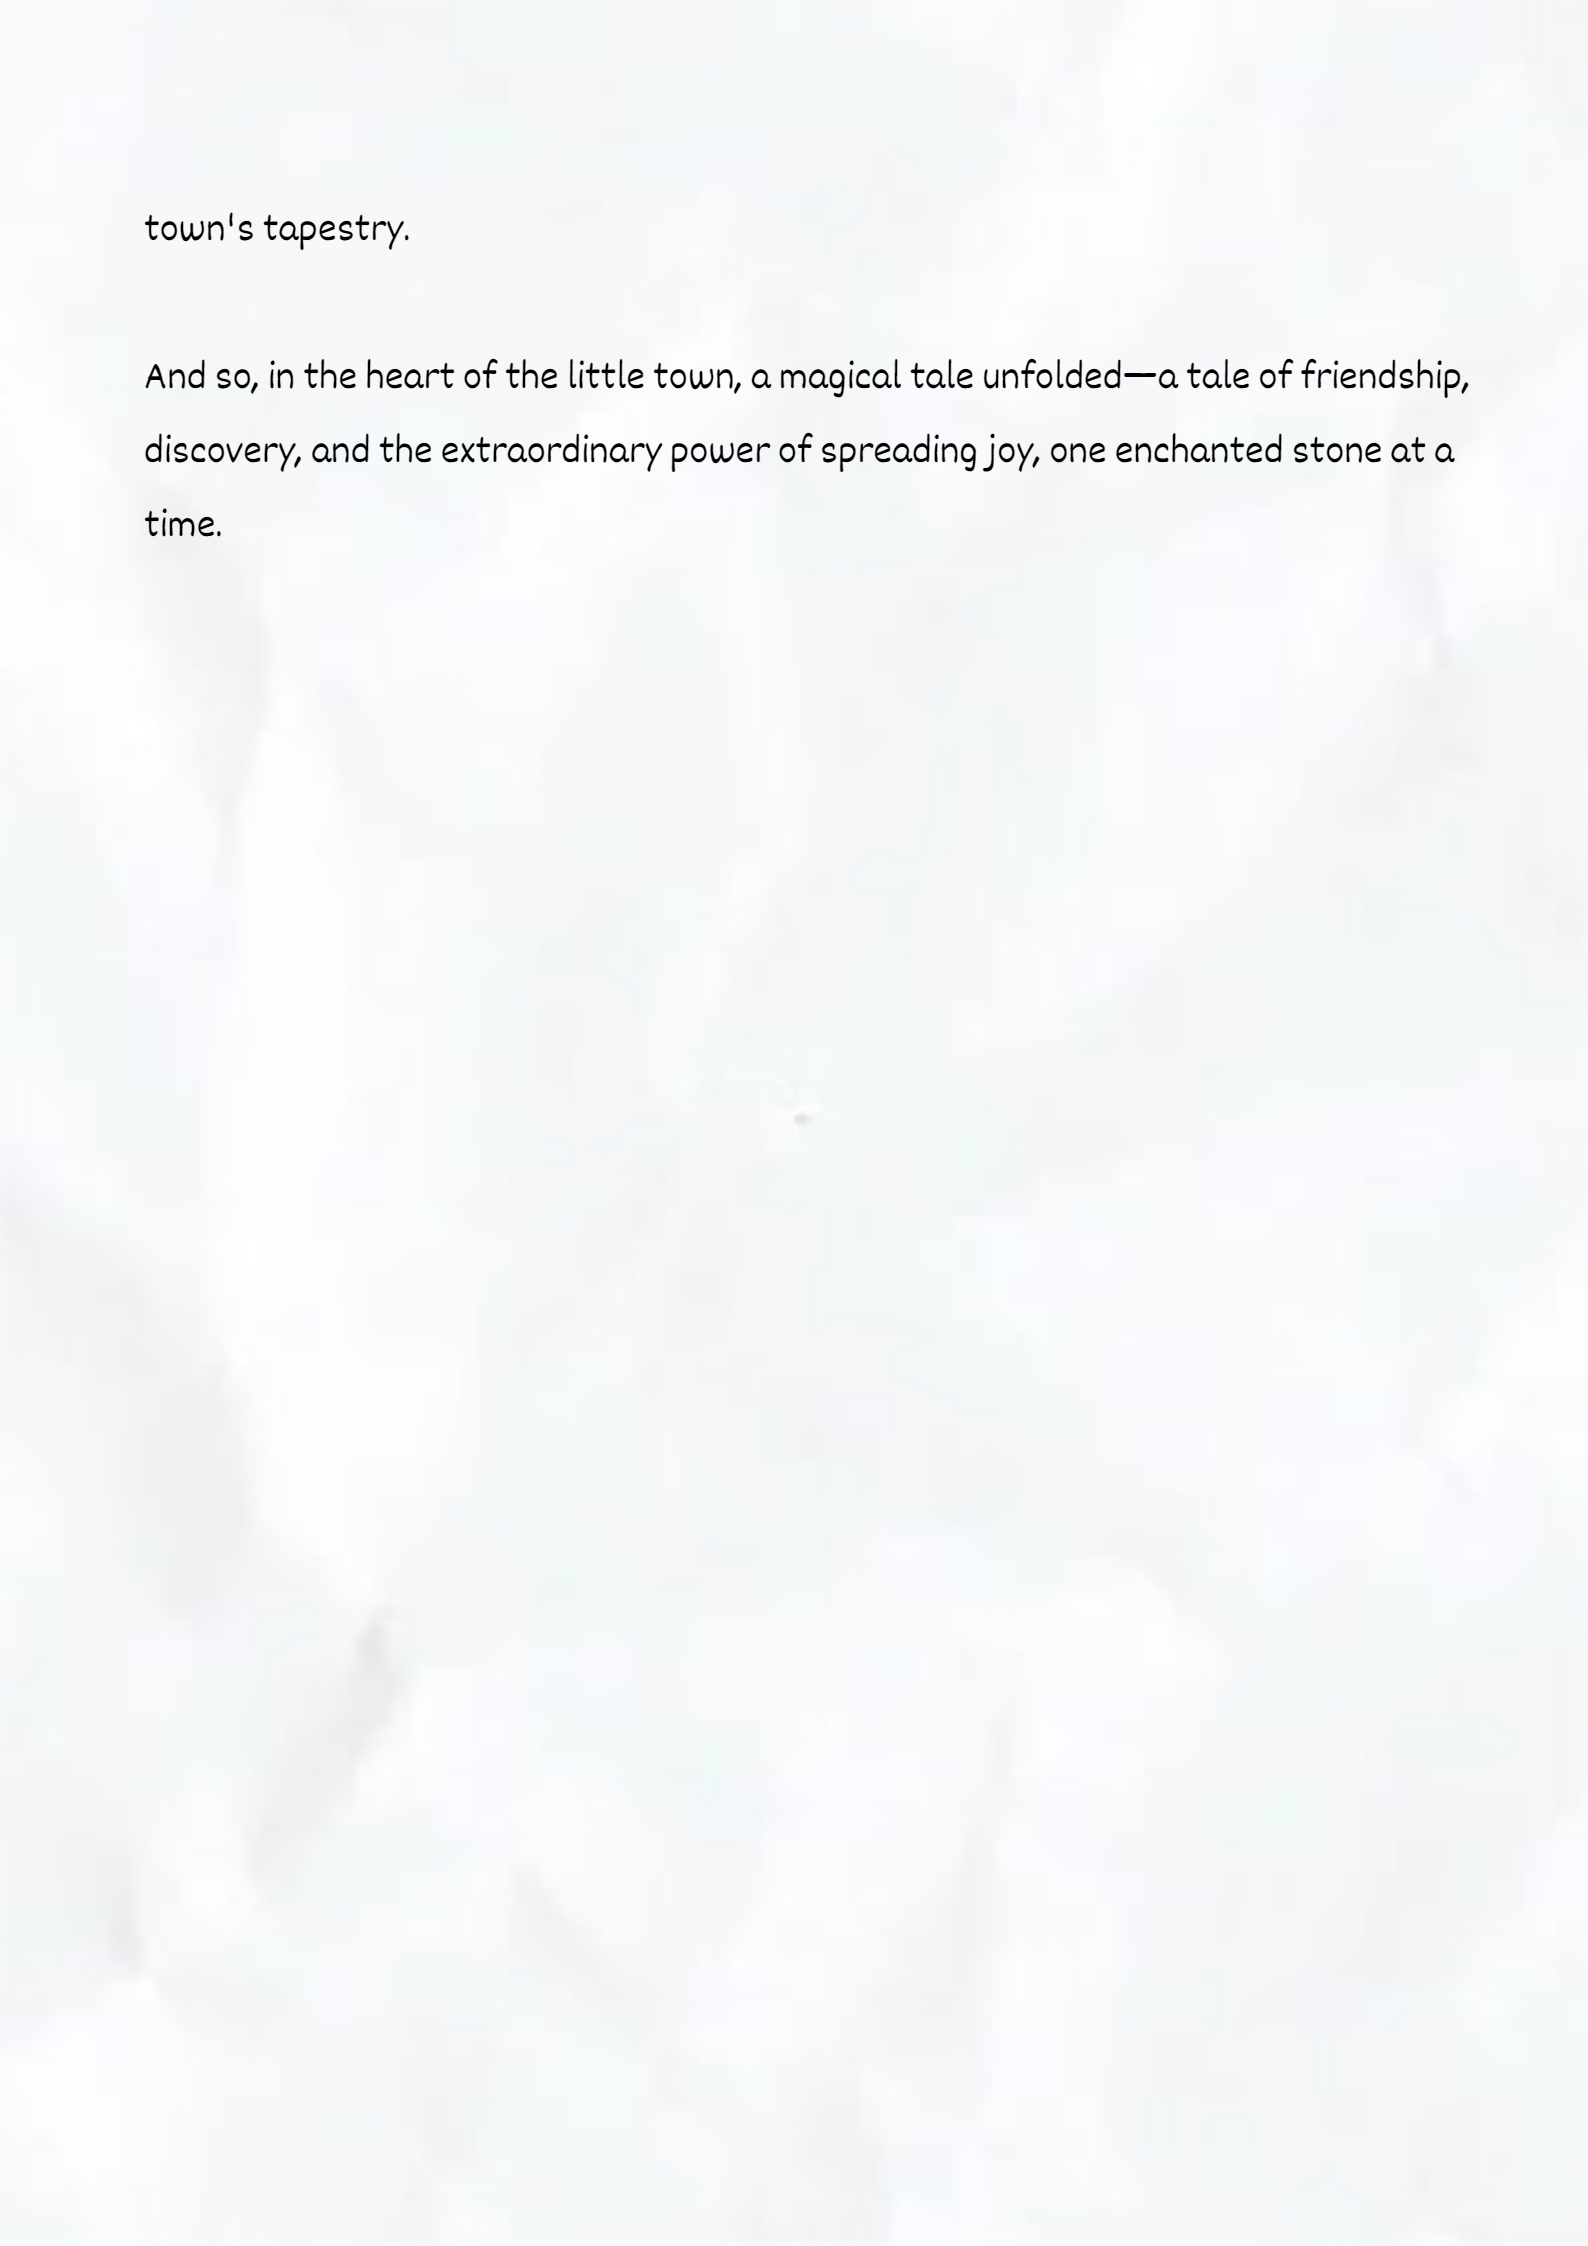 town's tapestry.
And so, in the heart of the little town, a magical tale unfolded—a tale of friendship,
discovery, and the extraordinary power of spreading joy, one enchanted stone at a
time.